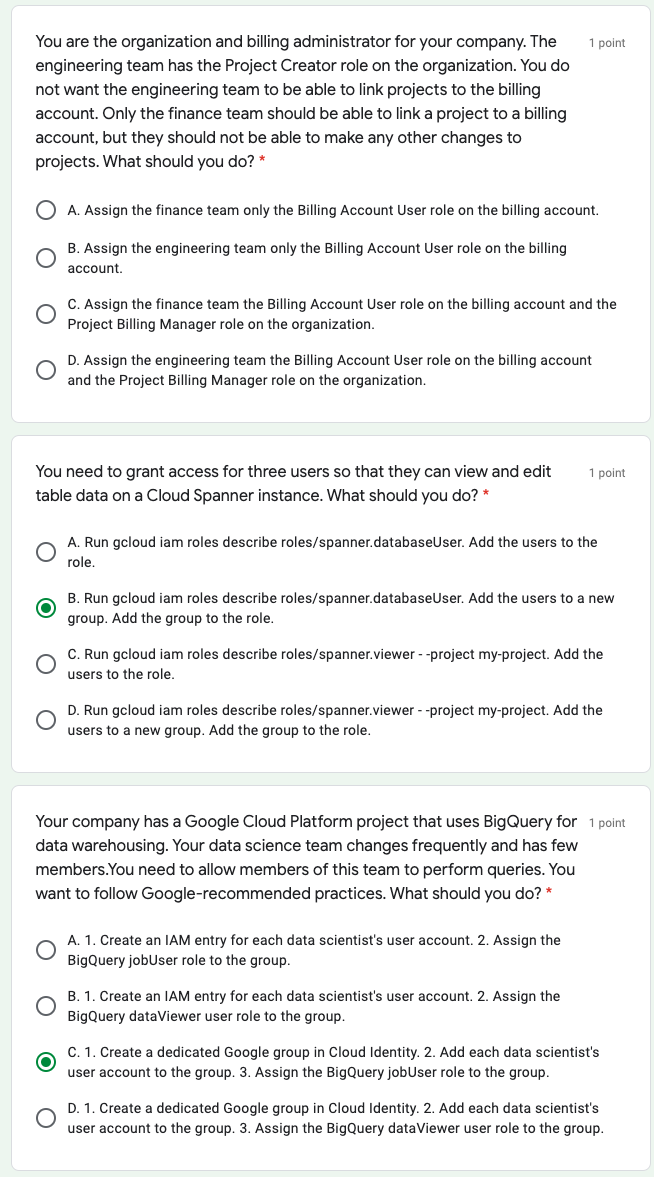 You are the organization and billing administrator for your company. The
1 point
engineering team has the Project Creator role on the organization. You do
not want the engineering team to be able to link projects to the billing
account. Only the finance team should be able to link a project to a billing
account, but they should not be able to make any other changes to
projects. What should you do? *
A. Assign the finance team only the Billing Account User role on the billing account.
B. Assign the engineering team only the Billing Account User role on the billing
account.
C. Assign the finance team the Billing Account User role on the billing account and the
Project Billing Manager role on the organization.
D. Assign the engineering team the Billing Account User role on the billing account
and the Project Billing Manager role on the organization.
You need to grant access for three users so that they can view and edit
1 point
table data on a Cloud Spanner instance. What should you do? *
A. Run gcloud iam roles describe roles/spanner.databaseUser. Add the users to the
role.
B. Run gcloud iam roles describe roles/spanner.databaseUser. Add the users to a new
group. Add the group to the role.
C. Run gcloud iam roles describe roles/spanner.viewer - -project my-project. Add the
users to the role.
D. Run gcloud iam roles describe roles/spanner.viewer - -project my-project. Add the
users to a new group. Add the group to the role.
Your company has a Google Cloud Platform project that uses BigQuery for
1 point
data warehousing. Your data science team changes frequently and has few
members.You need to allow members of this team to perform queries. You
want to follow Google-recommended practices. What should you do? *
A. 1. Create an IAM entry for each data scientist's user account. 2. Assign the
BigQuery jobUser role to the group.
B. 1. Create an IAM entry for each data scientist's user account. 2. Assign the
BigQuery dataViewer user role to the group.
C. 1. Create a dedicated Google group in Cloud Identity. 2. Add each data scientist's
user account to the group. 3. Assign the BigQuery jobUser role to the group.
D. 1. Create a dedicated Google group in Cloud Identity. 2. Add each data scientist's
user account to the group. 3. Assign the BigQuery dataViewer user role to the group.